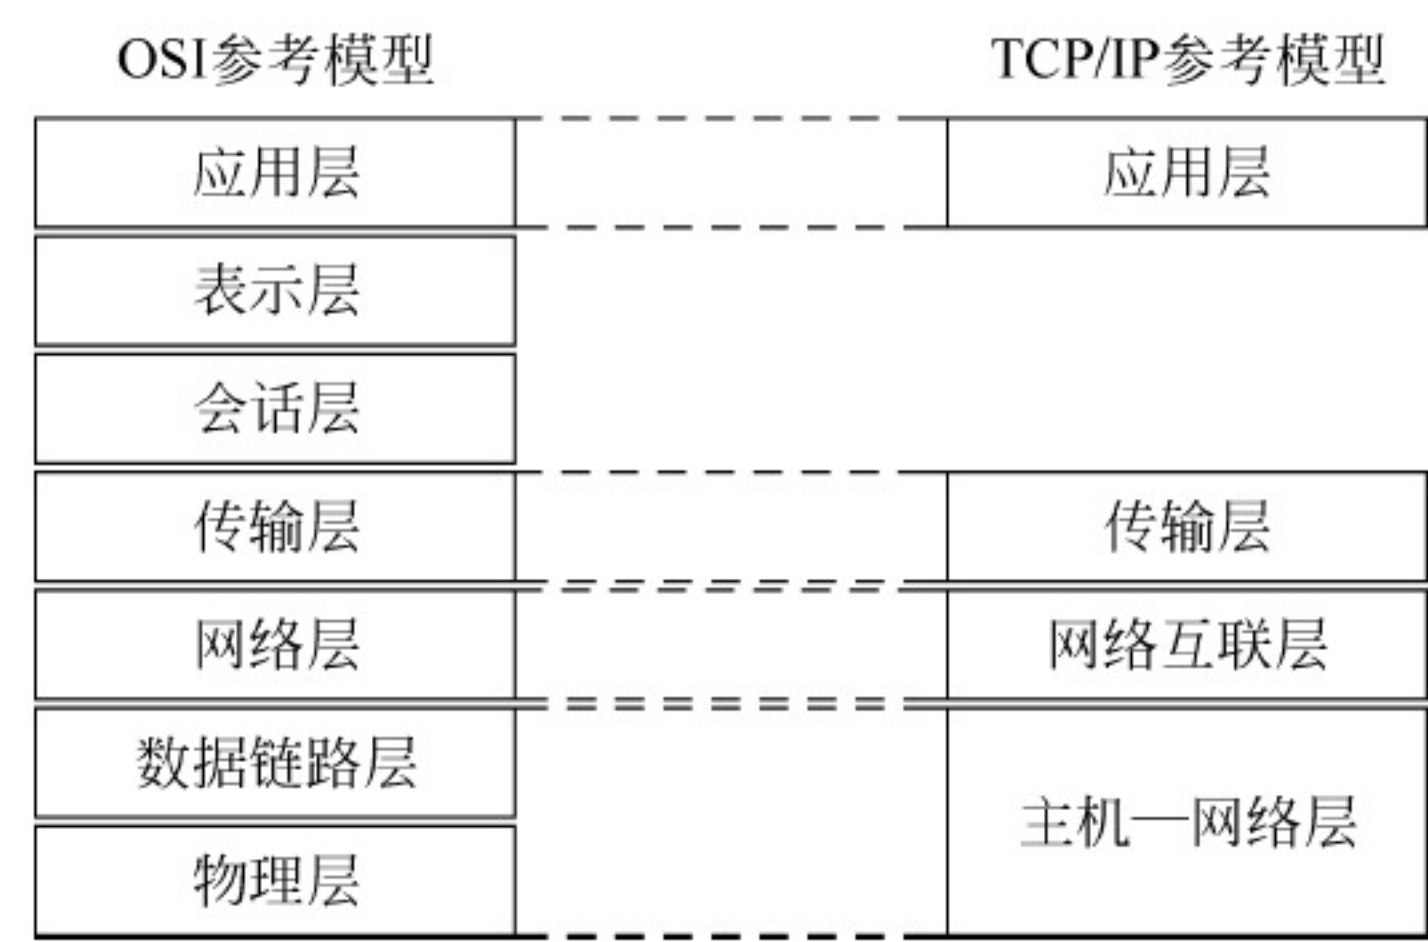 OSI参考模型
TCP/IP参考模型
应用层
应用层
表示层
会话层
传输层
传输层
网络层
网络互联层
数据链路层
主机—网络层
物理层